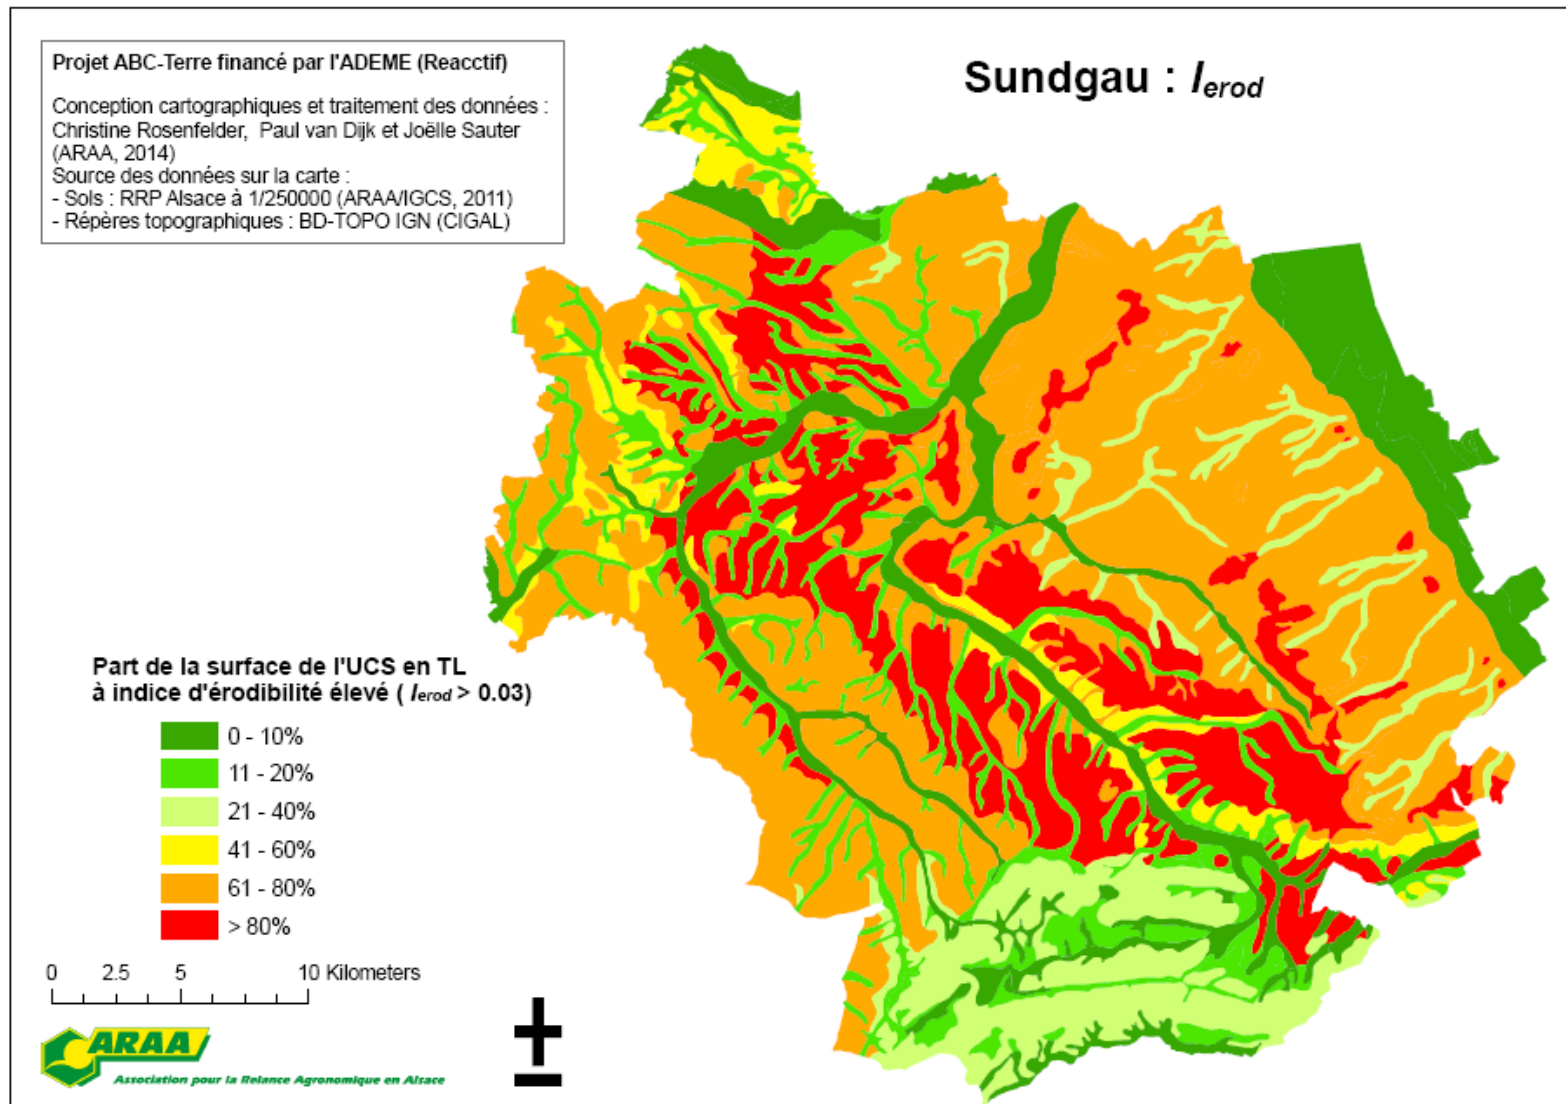 Projet ABC-Terre financé par l'ADEME (Reacctif)
Conception cartographiques et traitement des données :
Christine Rosenfelder, Paul van Dijk et Joëlle Sauter
(ARAA, 2014)
Source des données sur la carte :
- Sols : RRP Alsace à 1/250000 (ARAA/IGCS, 2011)
- Répères topographiques : BD-TOPO IGN (CIGAL)
Sundgau : Ierod
Part de la surface de l'UCS en TL
à indice d'érodibilité élevé ( Ierod > 0.03)
0 - 10%
11 - 20%
21 - 40%
41 - 60%
61 - 80%
> 80%
0 2.5 5 10 Kilometers
ARAA
Association pour la Relance Agronomique en Alsace